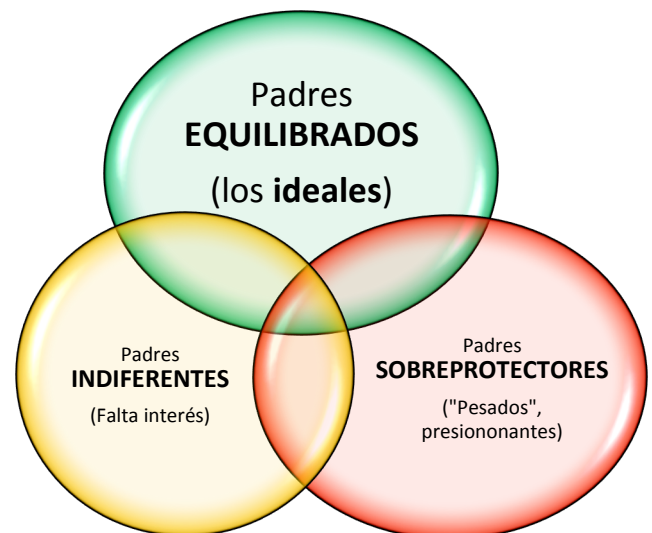 Padres
EQUILIBRADOS
(los ideales)
Padres
INDIFERENTES
(Falta interés)
Padres
SOBREPROTECTORES
("Pesados",
presiononantes)